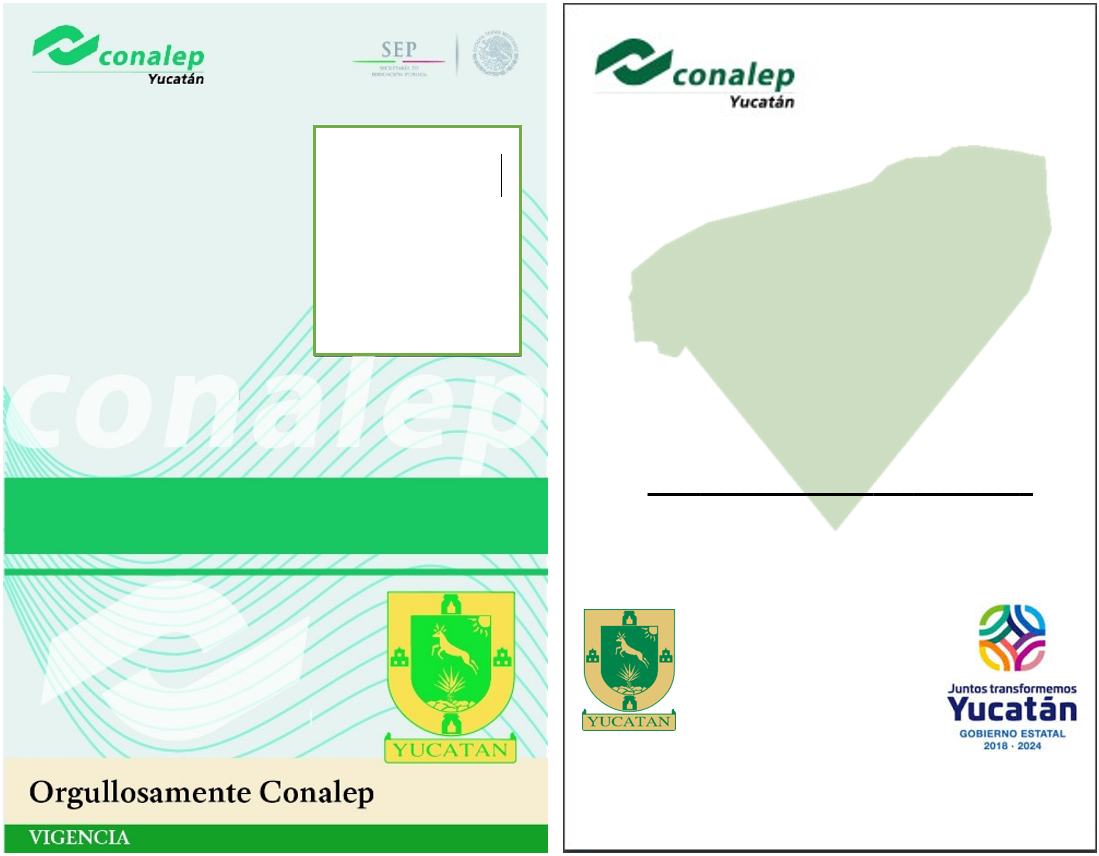 conalep
Yucatán
SEP
SECRETARÍA DE
EDUCACIÓN PÚBLICA
conalep
YUCATAN
Orgullosamente Conalep
VIGENCIA
conalep
Yucatán
YUCATAN
Juntos transformemos
Yucatán
GOBIERNO ESTATAL
2018 · 2024